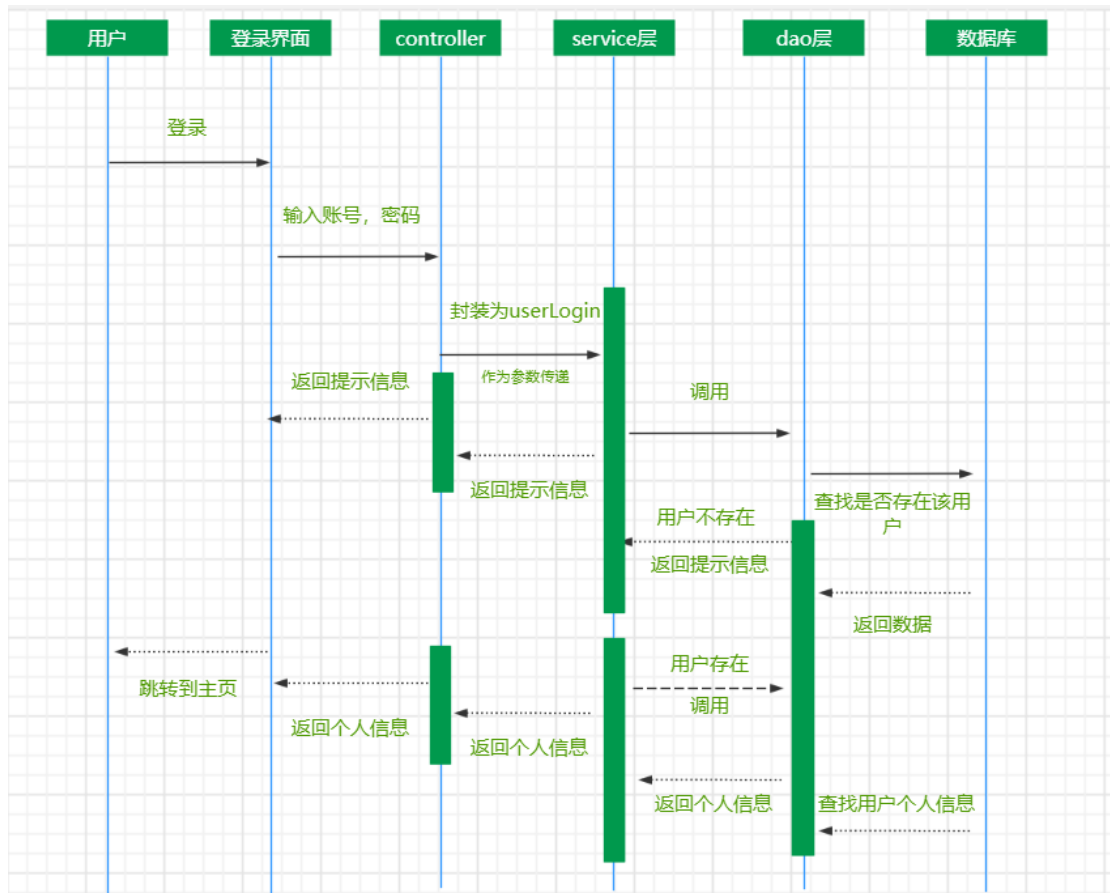 用户
登录界面
controller
service层
dao层
数据库
登录
输入账号，密码
封装为userLogin
作为参数传递
返回提示信息
调用
返回提示信息
查找是否存在该用
户
用户不存在
返回提示信息
返回数据
用户存在
调用
跳转到主页
返回个人信息
返回个人信息
返回个人信息
查找用户个人信息